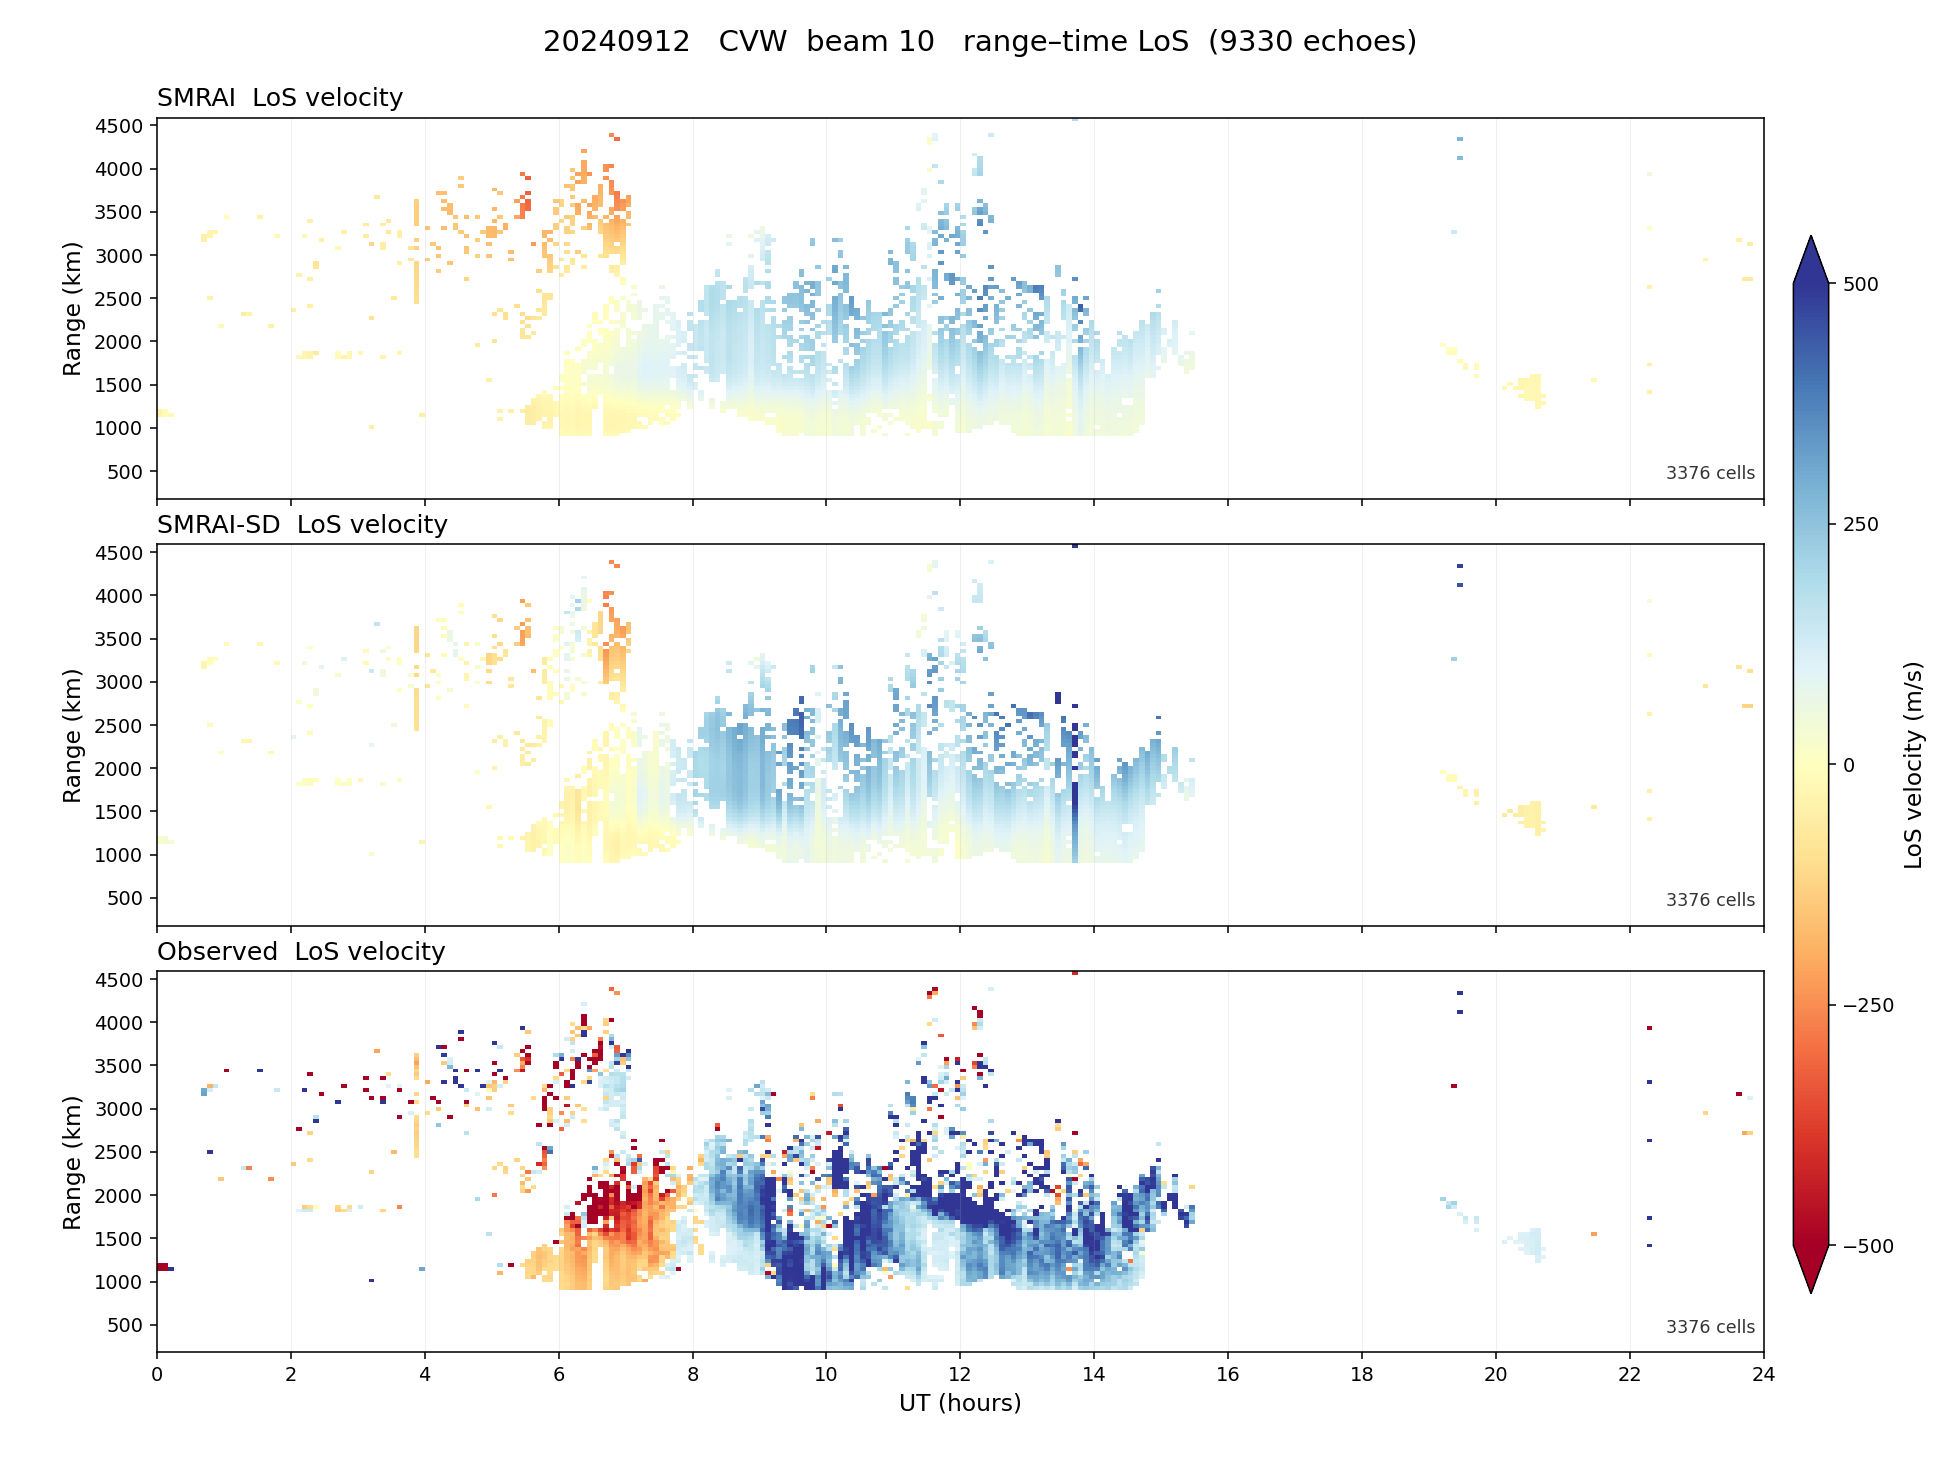 20240912   CVW  beam 10   range–time LoS  (9330 echoes)
SMRAI  LoS velocity
4500
4000
3500
3000
2500
2000
1500
1000
500
Range (km)
3376 cells
SMRAI-SD  LoS velocity
4500
4000
3500
3000
2500
2000
1500
1000
500
Range (km)
3376 cells
Observed  LoS velocity
4500
4000
3500
3000
2500
2000
1500
1000
500
Range (km)
3376 cells
0 2 4 6 8 10 12 14 16 18 20 22 24
UT (hours)
500
250
0
−250
−500
LoS velocity (m/s)